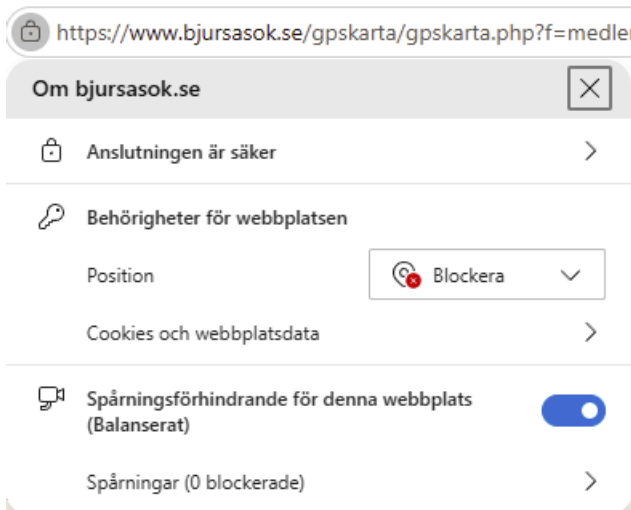 https://www.bjursasok.se/gpskarta/gpskarta.php?f=medle
Om bjursasok.se
Anslutningen är säker
Behörigheter för webbplatsen
Position Blockera
Cookies och webbplatsdata
Spårningsförhindrande för denna webbplats
(Balanserat)
Spårningar (0 blockerade)